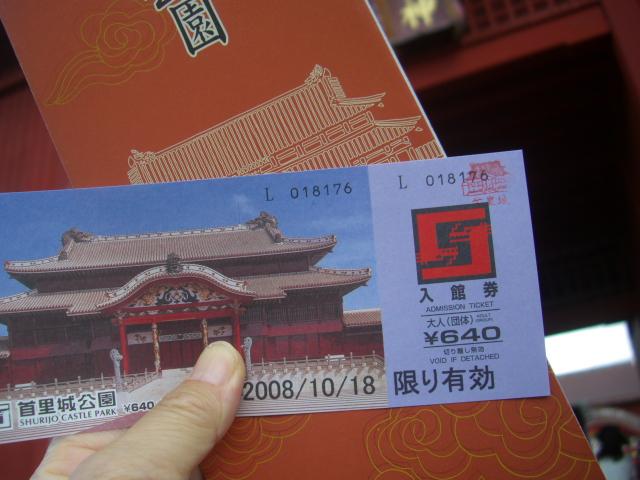 園
神
L 018176
L 018176
入館券
ADMISSION TICKET
大人(団体) ADULT (GROUP)
¥640
切り離し無効
VOID IF DETACHED
2008/10/18
限り有効
首里城公園
SHURIJO CASTLE PARK
¥640